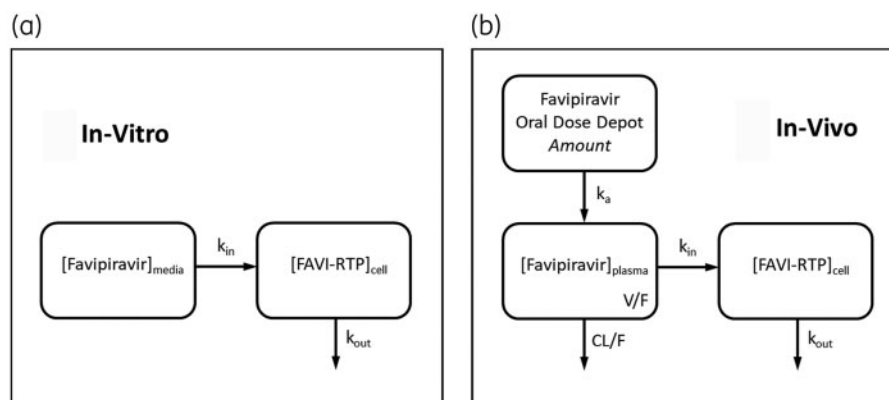 (a)
In-Vitro
[Favipiravir]media
kin
[FAVI-RTP]cell
kout
(b)
Favipiravir
Oral Dose Depot
Amount
In-Vivo
ka
[Favipiravir]plasma
V/F
kin
[FAVI-RTP]cell
CL/F
kout